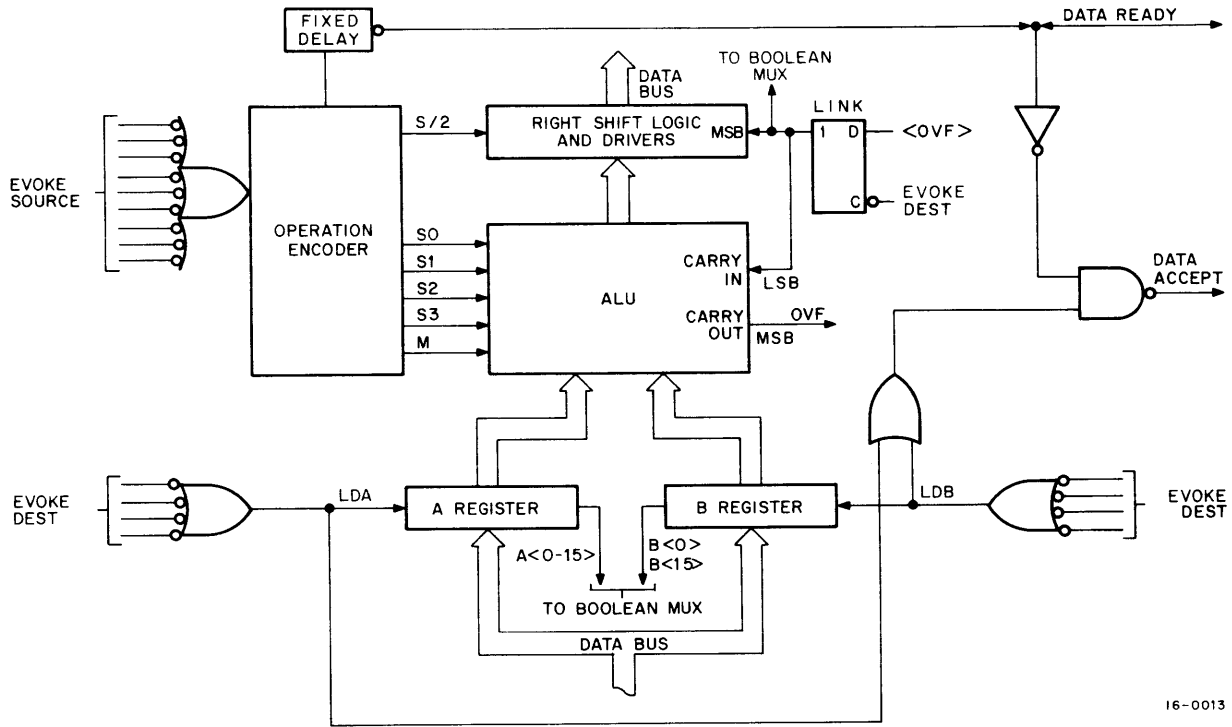 FIXED
DELAY
DATA READY
TO BOOLEAN
MUX
DATA
BUS
LINK
S/2
RIGHT SHIFT LOGIC
AND DRIVERS
MSB
1 D
<OVF>
C
EVOKE
DEST
EVOKE
SOURCE
OPERATION
ENCODER
S0
S1
S2
S3
M
ALU
CARRY
IN
LSB
CARRY
OUT
OVF
MSB
DATA
ACCEPT
EVOKE
DEST
LDA
A REGISTER
B REGISTER
LDB
EVOKE
DEST
A<0-15>
B<0>
B<15>
TO BOOLEAN MUX
DATA BUS
16-0013